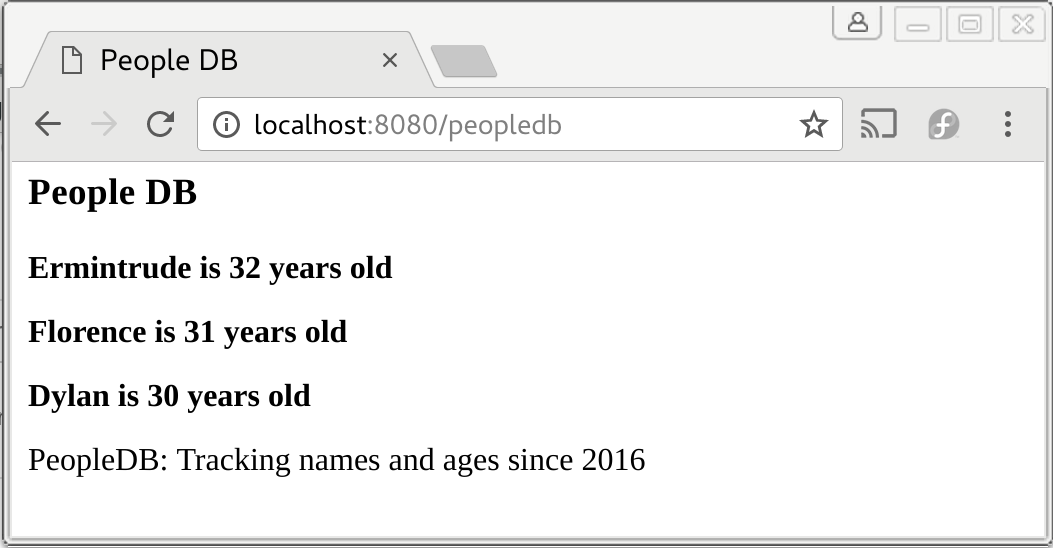 People DB
localhost:8080/peopledb
People DB
Ermintrude is 32 years old
Florence is 31 years old
Dylan is 30 years old
PeopleDB: Tracking names and ages since 2016